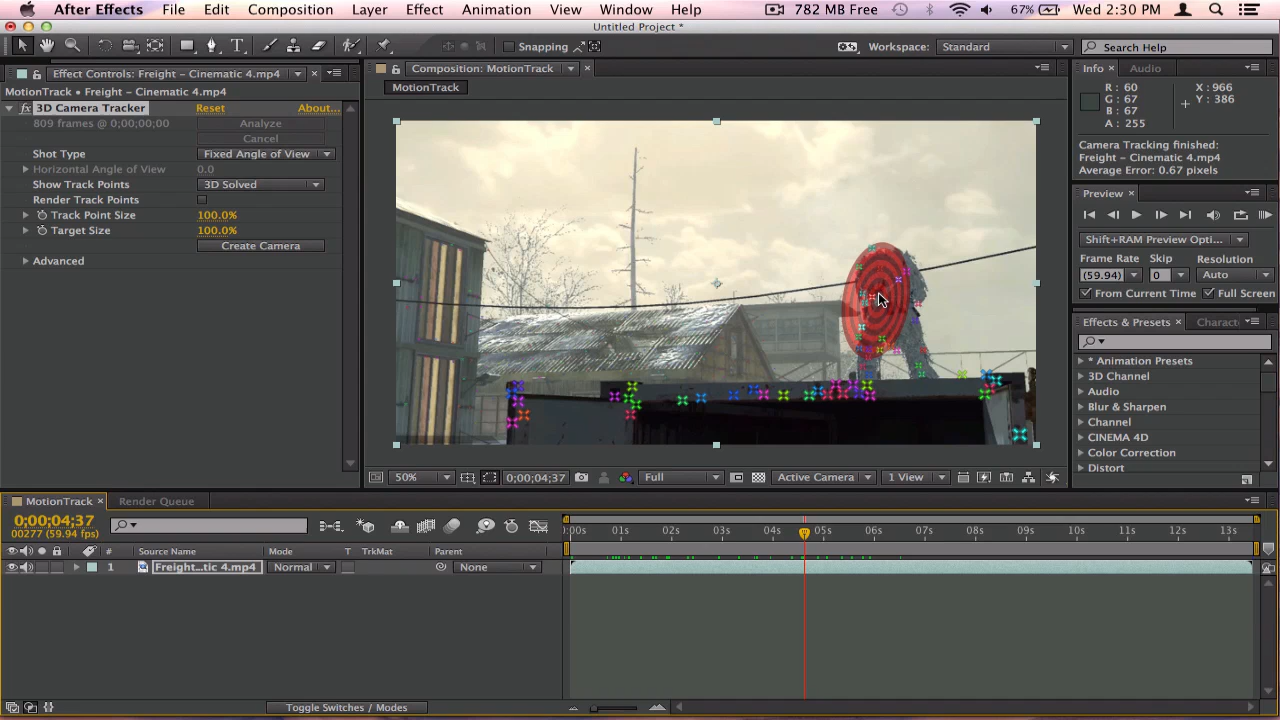 After Effects File Edit Composition Layer Effect Animation View Window Help 782 MB Free 67% Wed 2:30 PM
Untitled Project *
Snapping Workspace: Standard Search Help
Effect Controls: Freight – Cinematic 4.mp4
MotionTrack • Freight – Cinematic 4.mp4
fx 3D Camera Tracker Reset About...
809 frames @ 0;00;00;00 Analyze
Cancel
Shot Type Fixed Angle of View
Horizontal Angle of View 0.0
Show Track Points 3D Solved
Render Track Points
Track Point Size 100.0%
Target Size 100.0%
Create Camera
Advanced
Composition: MotionTrack
MotionTrack
50% 0;00;04;37 Full Active Camera 1 View
Info Audio
R : 60 X : 966
G : 67 Y : 386
B : 67
A : 255
Camera Tracking finished:
Freight – Cinematic 4.mp4
Average Error: 0.67 pixels
Preview
Shift+RAM Preview Opti...
Frame Rate Skip Resolution
(59.94) 0 Auto
From Current Time Full Screen
Effects & Presets Charact
* Animation Presets
3D Channel
Audio
Blur & Sharpen
Channel
CINEMA 4D
Color Correction
Distort
MotionTrack Render Queue
0;00;04;37
00277 (59.94 fps)
# Source Name Mode T TrkMat Parent
1 Freight...tic 4.mp4 Normal None
:00s 01s 02s 03s 04s 05s 06s 07s 08s 09s 10s 11s 12s 13s
Toggle Switches / Modes